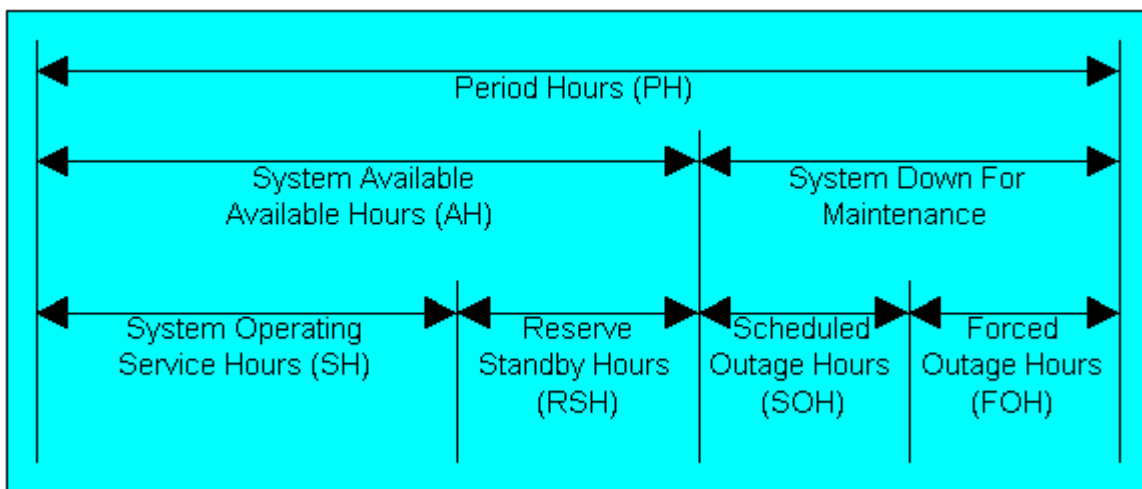 Period Hours (PH)
System Available
Available Hours (AH)
System Down For
Maintenance
System Operating
Service Hours (SH)
Reserve
Standby Hours
(RSH)
Scheduled
Outage Hours
(SOH)
Forced
Outage Hours
(FOH)